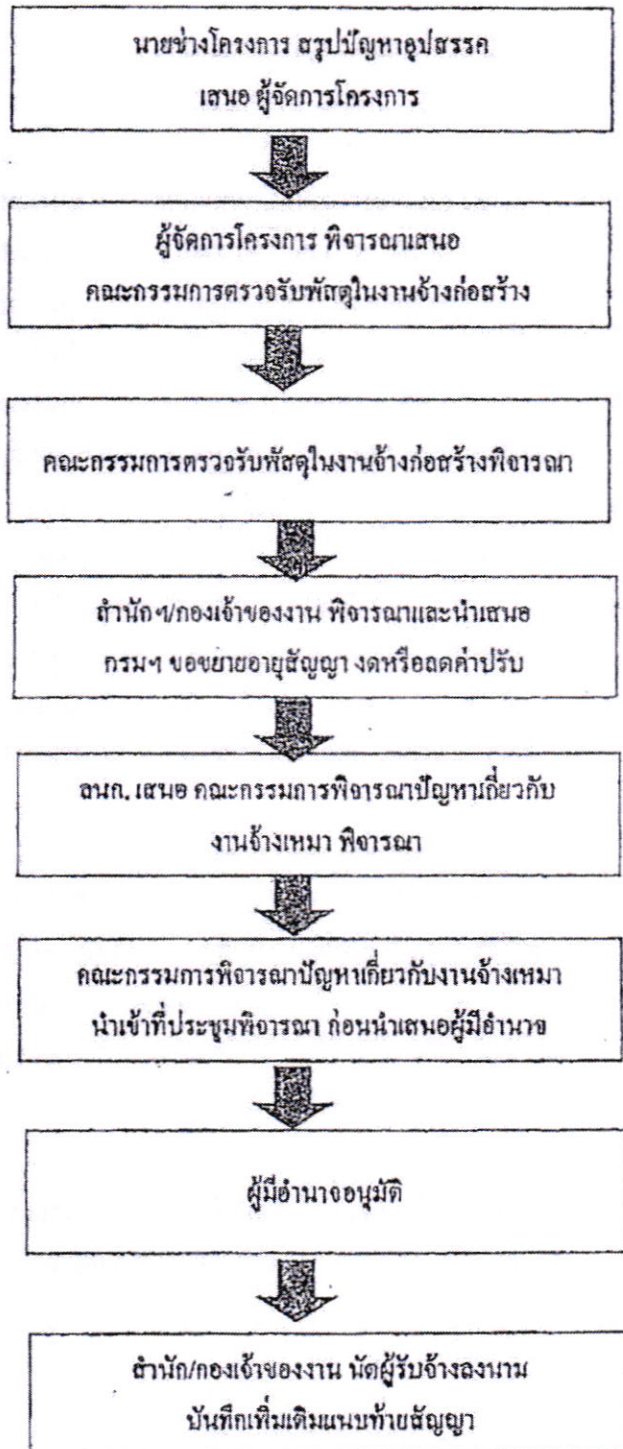 นายช่างโครงการ สรุปปัญหาอุปสรรค
เสนอ ผู้จัดการโครงการ
ผู้จัดการโครงการ พิจารณาเสนอ
คณะกรรมการตรวจรับพัสดุในงานจ้างก่อสร้าง
คณะกรรมการตรวจรับพัสดุในงานจ้างก่อสร้างพิจารณา
สำนักฯ/กองเจ้าของงาน พิจารณาและนำเสนอ
กรมฯ ขอขยายอายุสัญญา งดหรือลดค่าปรับ
ลนก. เสนอ คณะกรรมการพิจารณาปัญหาเกี่ยวกับ
งานจ้างเหมา พิจารณา
คณะกรรมการพิจารณาปัญหาเกี่ยวกับงานจ้างเหมา
นำเข้าที่ประชุมพิจารณา ก่อนนำเสนอผู้มีอำนาจ
ผู้มีอำนาจอนุมัติ
สำนัก/กองเจ้าของงาน นัดผู้รับจ้างลงนาม
บันทึกเพิ่มเติมแนบท้ายสัญญา